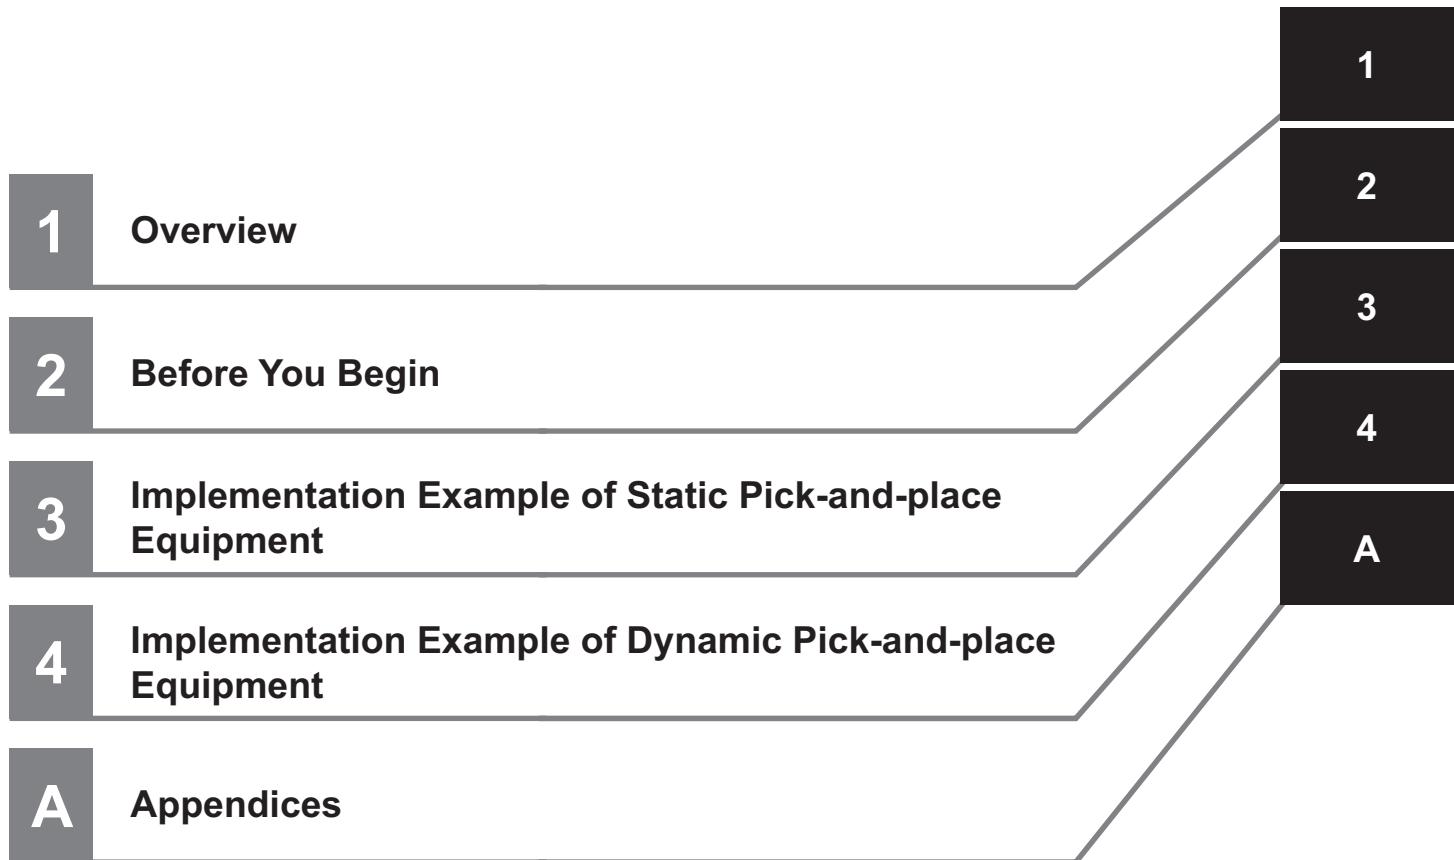 1
Overview
2
Before You Begin
3
Implementation Example of Static Pick-and-place
Equipment
4
Implementation Example of Dynamic Pick-and-place
Equipment
A
Appendices
1
2
3
4
A